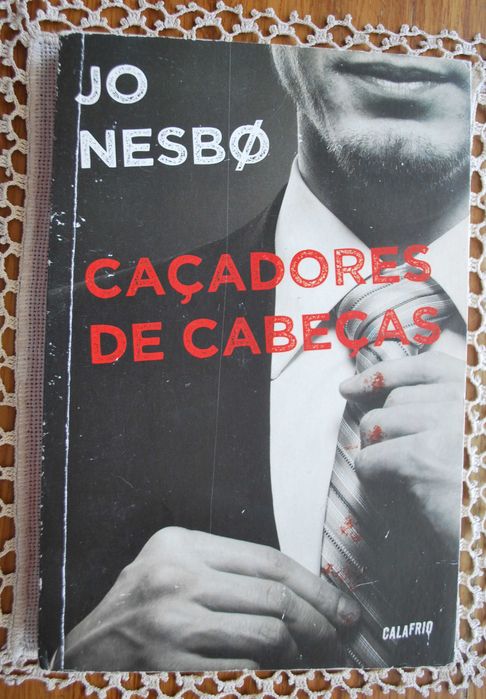 JO
NESBØ
CAÇADORES
DE CABEÇAS
CALAFRIO